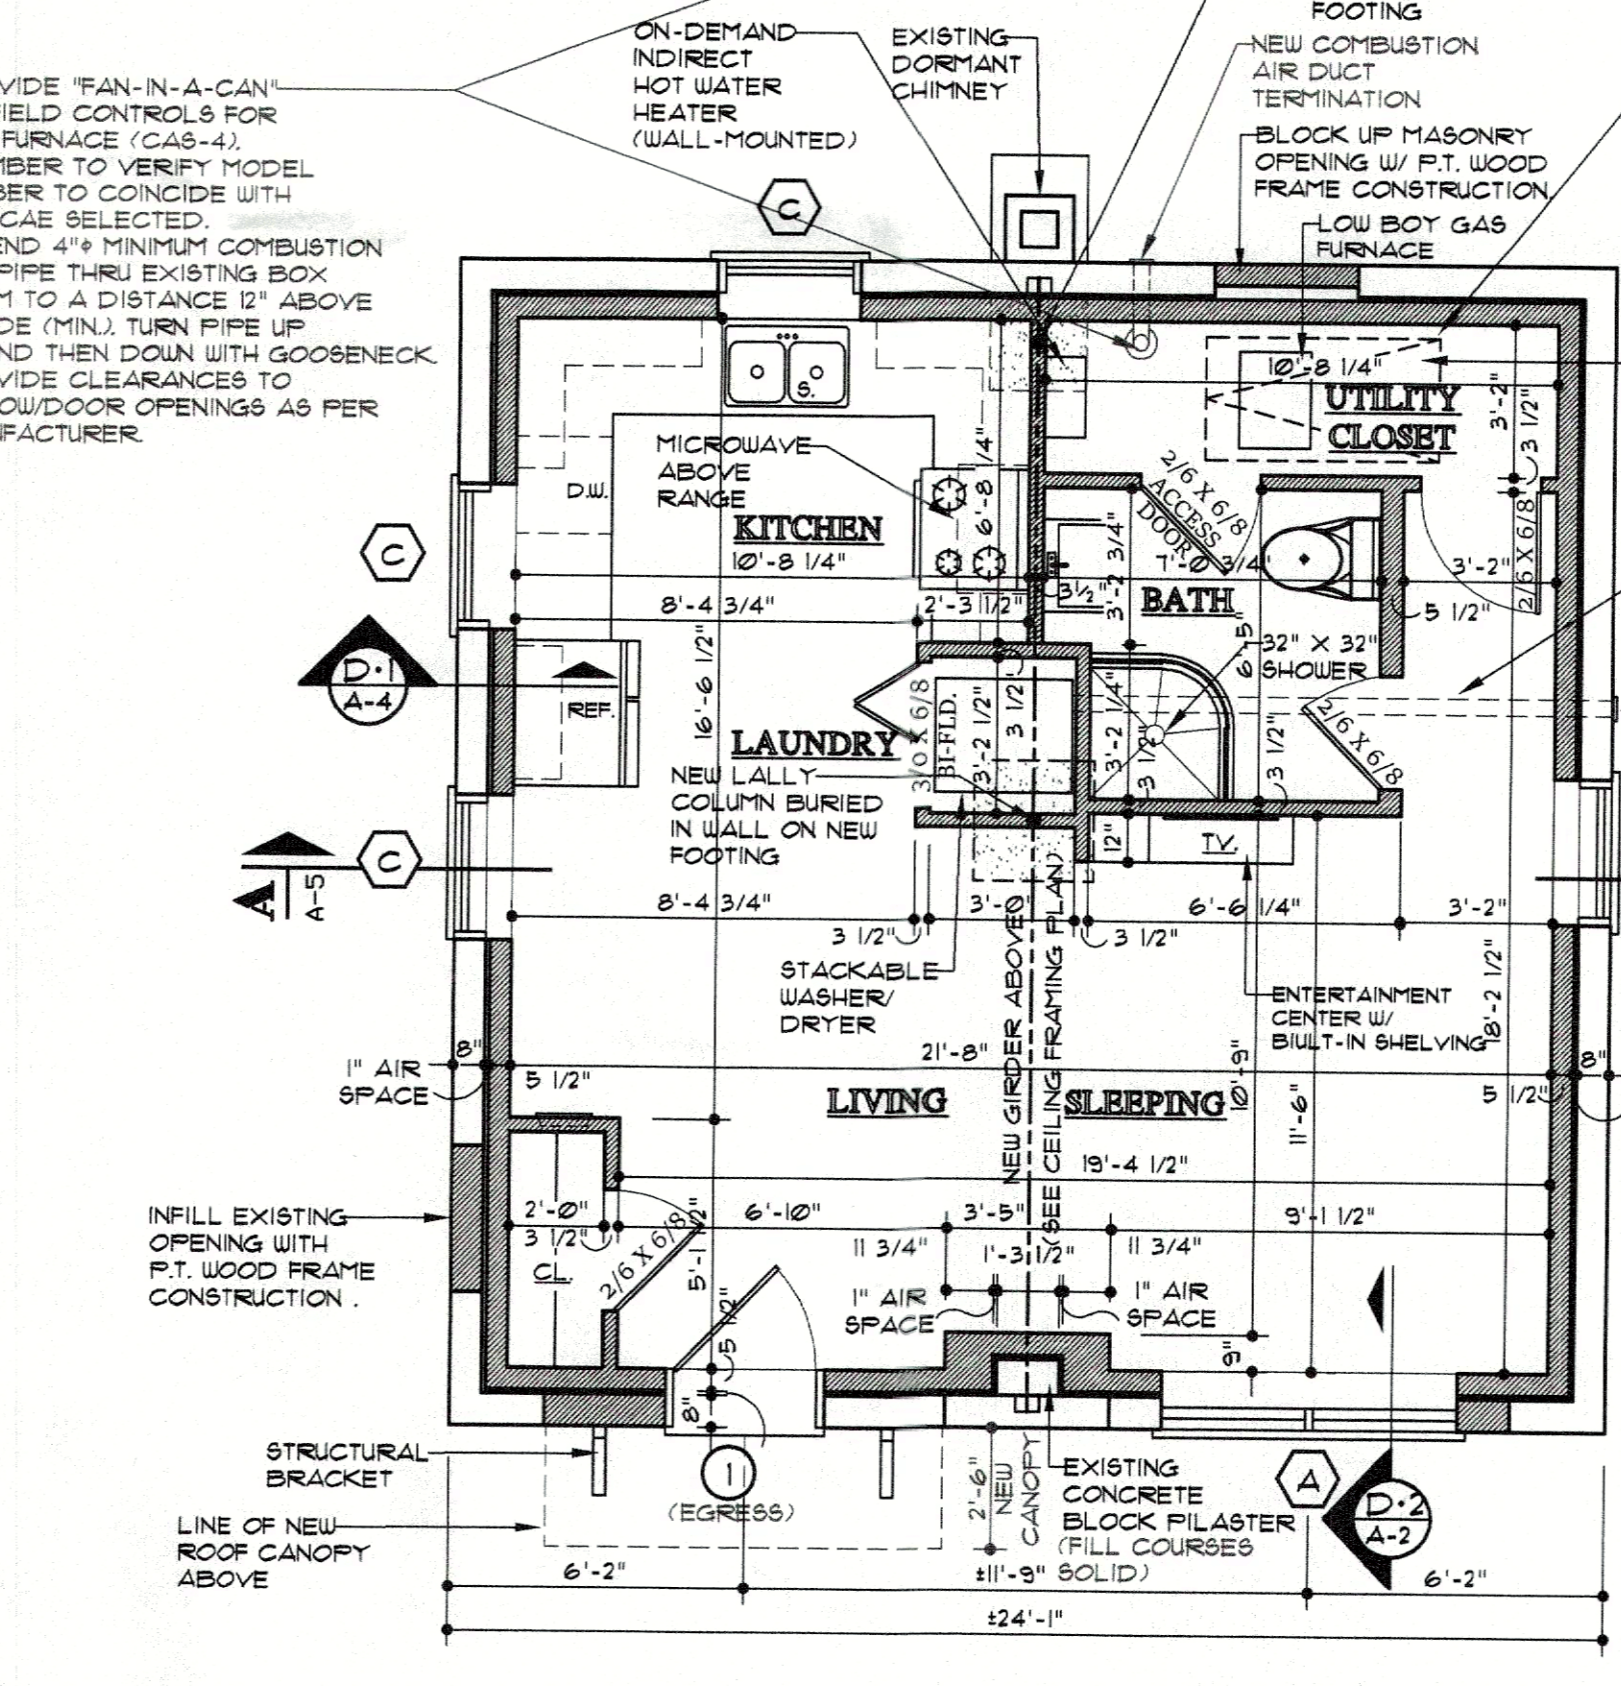 FOOTING
ON-DEMAND
INDIRECT
HOT WATER
HEATER
(WALL-MOUNTED)
EXISTING
DORMANT
CHIMNEY
NEW COMBUSTION
AIR DUCT
TERMINATION
BLOCK UP MASONRY
OPENING W/ P.T. WOOD
FRAME CONSTRUCTION.
LOW BOY GAS
FURNACE
VIDE "FAN-IN-A-CAN"
FIELD CONTROLS FOR
FURNACE (CAS-4).
MBER TO VERIFY MODEL
BER TO COINCIDE WITH
CAE SELECTED.
END 4"ϕ MINIMUM COMBUSTION
PIPE THRU EXISTING BOX
M TO A DISTANCE 12" ABOVE
DE (MIN.). TURN PIPE UP
ND THEN DOWN WITH GOOSENECK.
VIDE CLEARANCES TO
OW/DOOR OPENINGS AS PER
FACTURER.
C
S.
10'-8 1/4"
UTILITY
CLOSET
3'-2"
3 1/2"
MICROWAVE
ABOVE
RANGE
6'-8 1/4"
D.W.
KITCHEN
10'-8 1/4"
2/6 X 6/8
ACCESS
DOOR
2/6 X 6/8
C
3'-2 3/4"
7'-0 3/4"
3'-2"
8'-4 3/4"
2'-3 1/2"
3½"
BATH
5 1/2"
16'-6 1/2"
6'-5"
32" X 32"
SHOWER
D·1
A-4
REF.
3/0 X 6/8
BI-FLD.
3'-2 1/2"
3 1/2"
3'-2 1/4"
3 1/2"
3 1/2"
2/6 X 6/8
LAUNDRY
NEW LALLY
COLUMN BURIED
IN WALL ON NEW
FOOTING
12"
T.V.
C
A
A-5
8'-4 3/4"
3'-0"
6'-6 1/4"
3'-2"
3 1/2"
3 1/2"
STACKABLE
WASHER/
DRYER
NEW GIRDER ABOVE
(SEE CEILING FRAMING PLAN)
ENTERTAINMENT
CENTER W/
BIULT-IN SHELVING
18'-2 1/2"
8"
21'-8"
8"
1" AIR
SPACE
5 1/2"
5 1/2"
LIVING
SLEEPING
10'-9"
11'-6"
19'-4 1/2"
INFILL EXISTING
OPENING WITH
P.T. WOOD FRAME
CONSTRUCTION .
2'-0"
3 1/2"
6'-10"
3'-5"
9'-1 1/2"
CL.
2/6 X 6/8
5'-1 1/2"
11 3/4"
1'-3 1/2"
11 3/4"
1" AIR
SPACE
1" AIR
SPACE
5 1/2"
9"
8"
STRUCTURAL
BRACKET
1
(EGRESS)
2'-6"
NEW
CANOPY
EXISTING
CONCRETE
BLOCK PILASTER
(FILL COURSES
SOLID)
A
D·2
A-2
LINE OF NEW
ROOF CANOPY
ABOVE
6'-2"
±11'-9"
6'-2"
±24'-1"